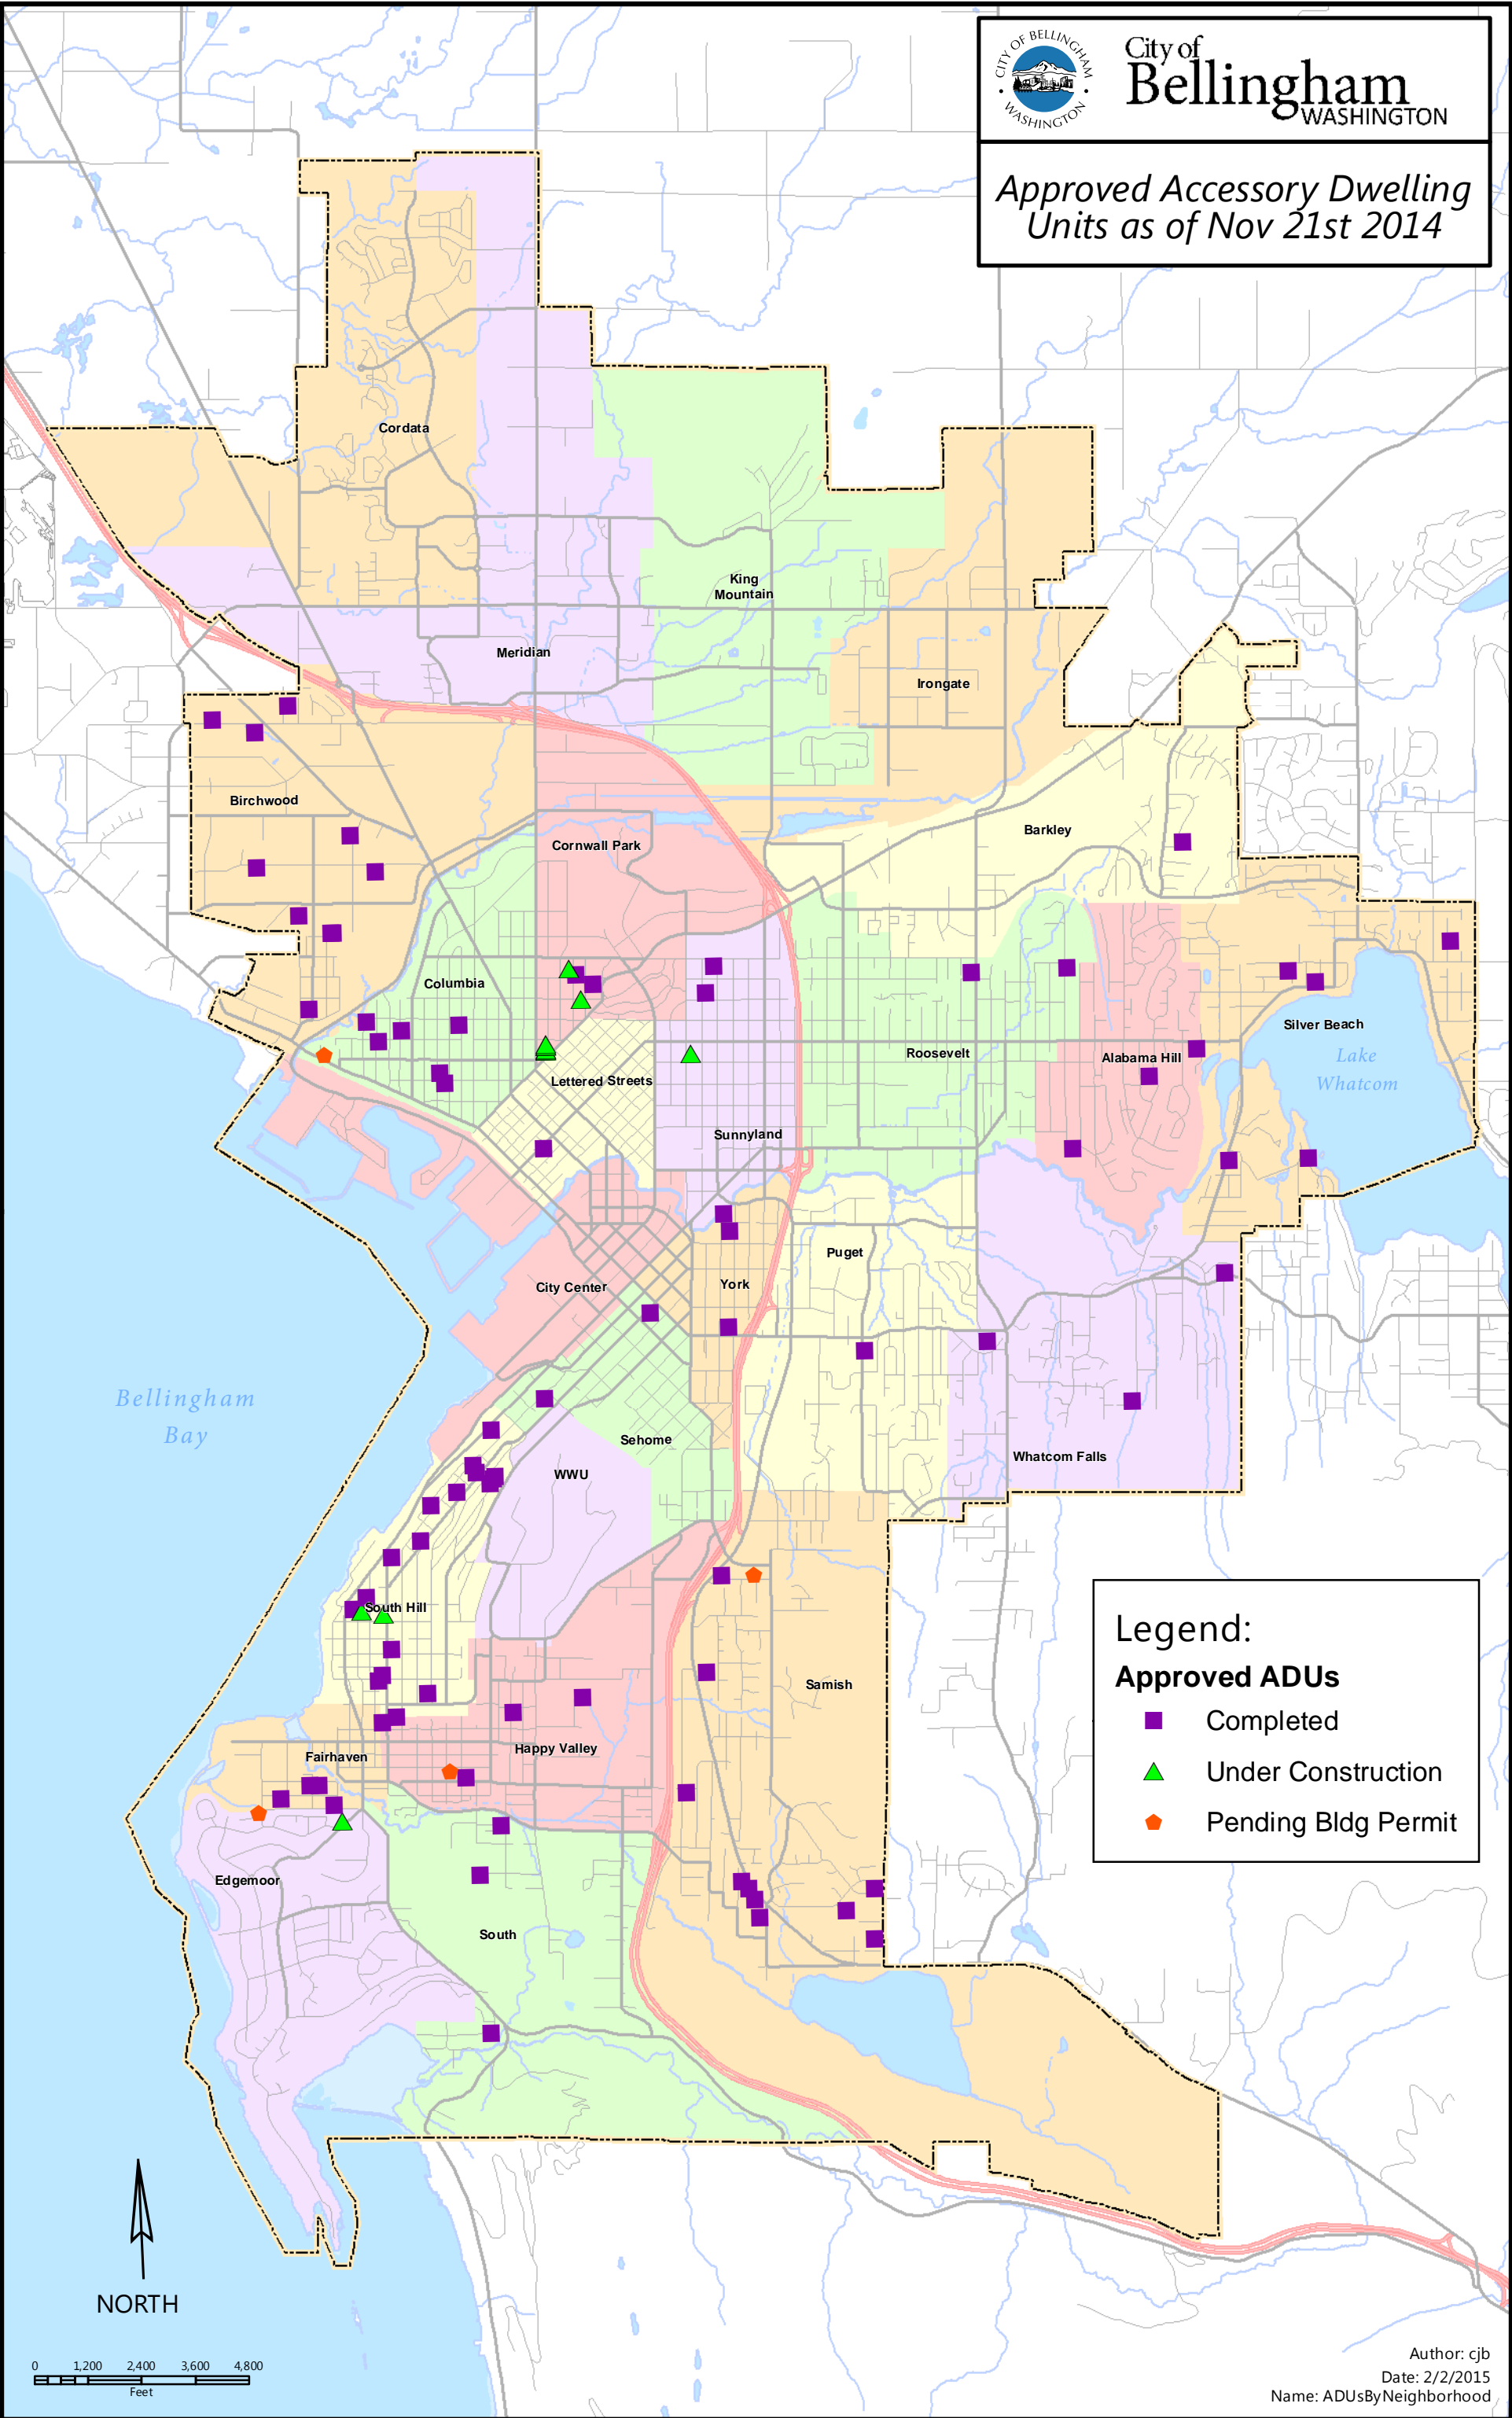 CITY OF BELLINGHAM
• WASHINGTON •
City of
Bellingham
WASHINGTON
Approved Accessory Dwelling
Units as of Nov 21st 2014
Cordata
King
Mountain
Meridian
Irongate
Birchwood
Barkley
Cornwall Park
Columbia
Silver Beach
Roosevelt
Alabama Hill
Lake
Whatcom
Lettered Streets
Sunnyland
Puget
City Center
York
Bellingham
Bay
Sehome
Whatcom Falls
WWU
South Hill
Samish
Happy Valley
Fairhaven
Edgemoor
South
Legend:
Approved ADUs
Completed
Under Construction
Pending Bldg Permit
NORTH
0 1,200 2,400 3,600 4,800
Feet
Author: cjb
Date: 2/2/2015
Name: ADUsByNeighborhood